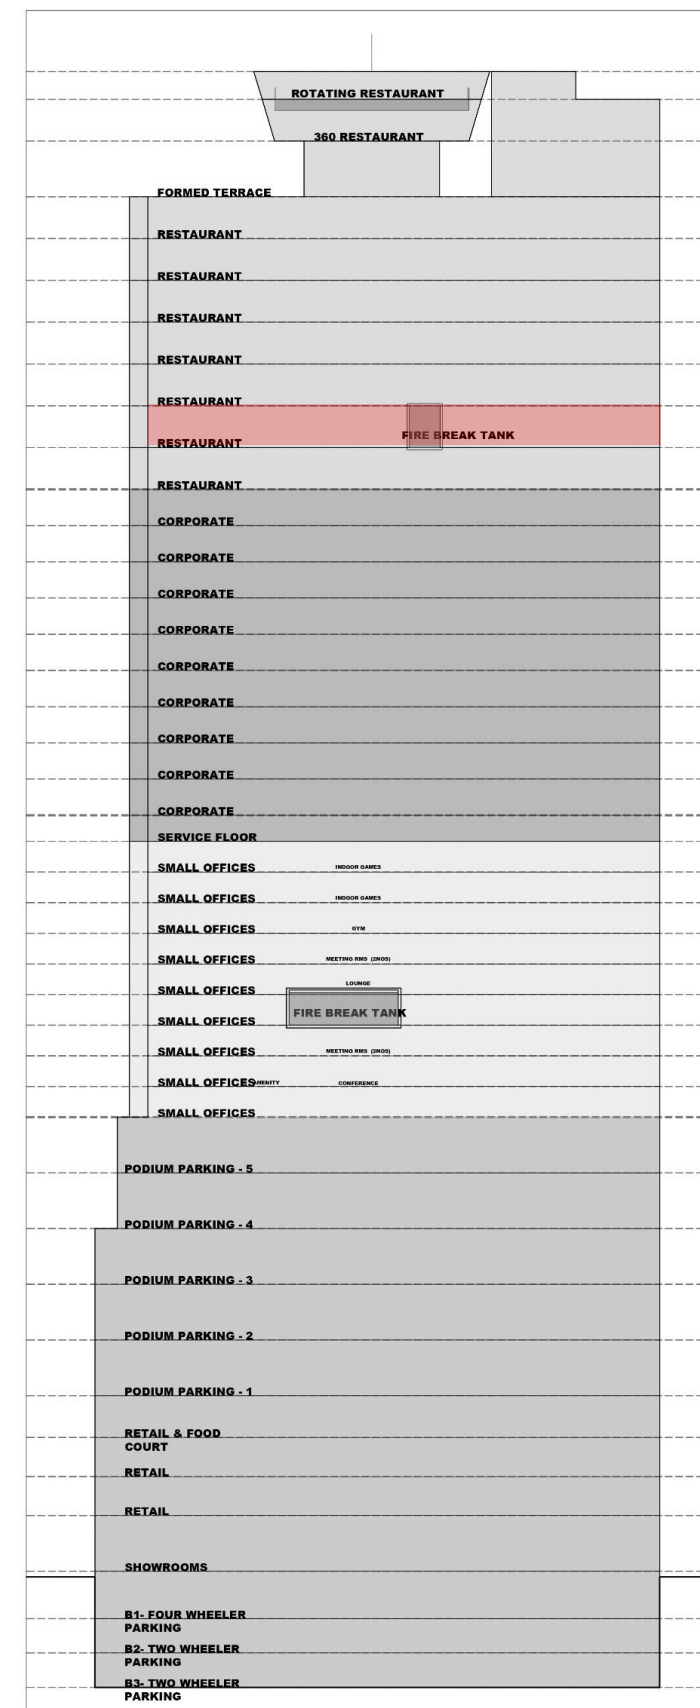 ROTATING RESTAURANT
360 RESTAURANT
FORMED TERRACE
RESTAURANT
RESTAURANT
RESTAURANT
RESTAURANT
RESTAURANT
FIRE BREAK TANK
RESTAURANT
RESTAURANT
CORPORATE
CORPORATE
CORPORATE
CORPORATE
CORPORATE
CORPORATE
CORPORATE
CORPORATE
CORPORATE
SERVICE FLOOR
SMALL OFFICES INDOOR GAMES
SMALL OFFICES INDOOR GAMES
SMALL OFFICES GYM
SMALL OFFICES MEETING RMS (2NOS)
LOUNGE
SMALL OFFICES
FIRE BREAK TANK
SMALL OFFICES
SMALL OFFICES MEETING RMS (2NOS)
SMALL OFFICES AMENITY CONFERENCE
SMALL OFFICES
PODIUM PARKING - 5
PODIUM PARKING - 4
PODIUM PARKING - 3
PODIUM PARKING - 2
PODIUM PARKING - 1
RETAIL & FOOD
COURT
RETAIL
RETAIL
SHOWROOMS
B1- FOUR WHEELER
PARKING
B2- TWO WHEELER
PARKING
B3- TWO WHEELER
PARKING